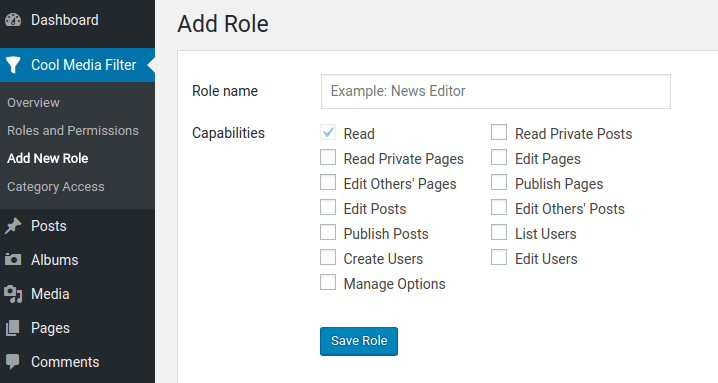 Dashboard
Cool Media Filter
Overview
Roles and Permissions
Add New Role
Category Access
Posts
Albums
Media
Pages
Comments
Add Role
Role name
Example: News Editor
Capabilities
Read
Read Private Posts
Read Private Pages
Edit Pages
Edit Others' Pages
Publish Pages
Edit Posts
Edit Others' Posts
Publish Posts
List Users
Create Users
Edit Users
Manage Options
Save Role